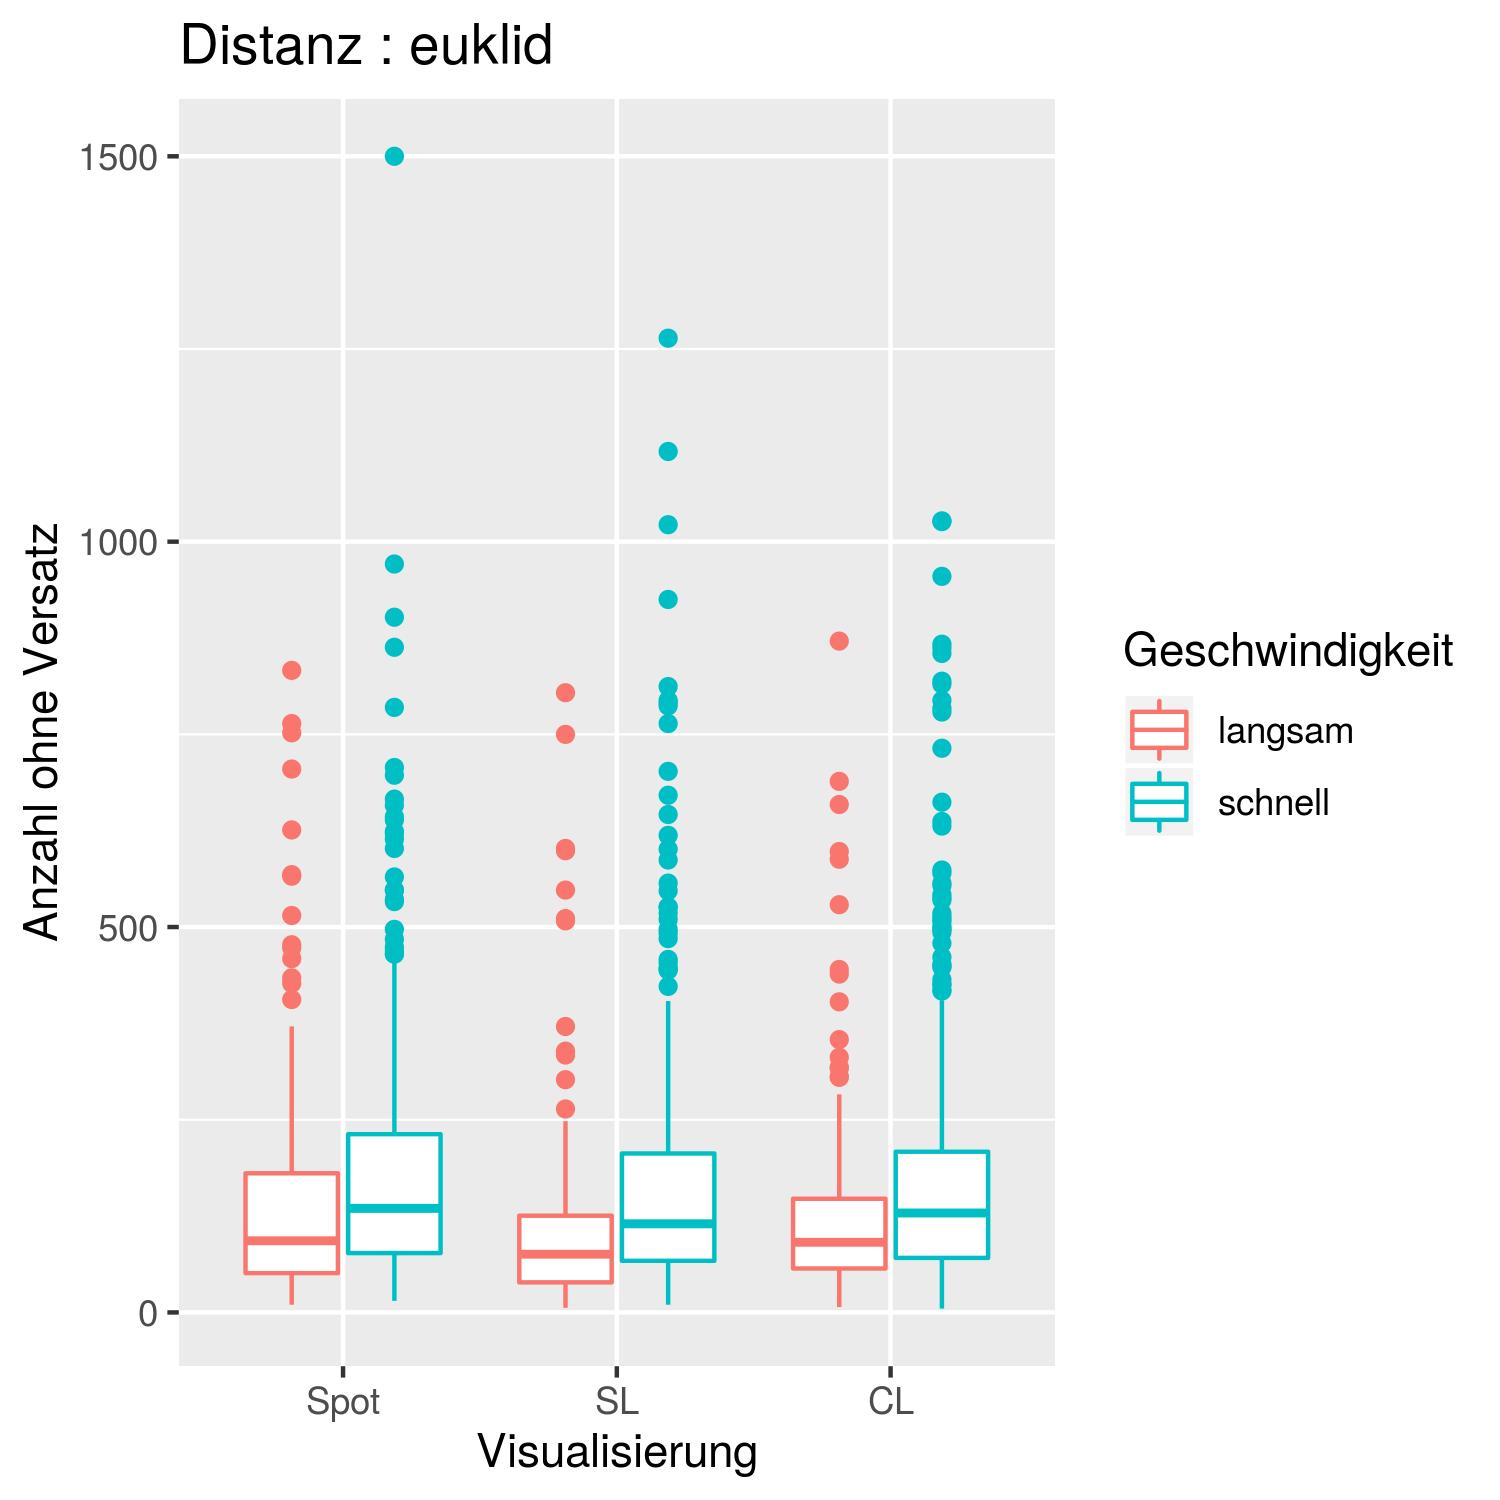 Distanz : euklid
Anzahl ohne Versatz
1500
1000
500
0
Spot SL CL
Visualisierung
Geschwindigkeit
langsam
schnell